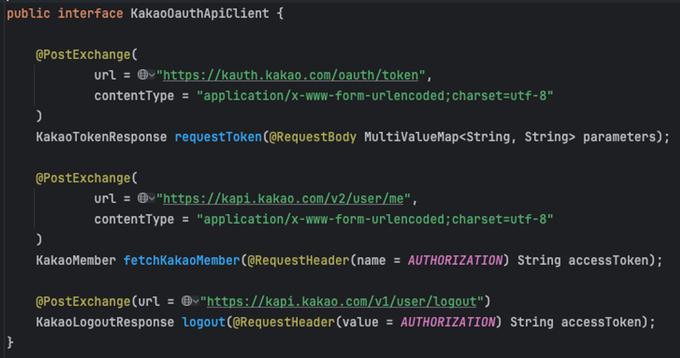 public interface KakaoOauthApiClient {
@PostExchange(
url = "https://kauth.kakao.com/oauth/token",
contentType = "application/x-www-form-urlencoded;charset=utf-8"
)
KakaoTokenResponse requestToken(@RequestBody MultiValueMap<String, String> parameters);
@PostExchange(
url = "https://kapi.kakao.com/v2/user/me",
contentType = "application/x-www-form-urlencoded;charset=utf-8"
)
KakaoMember fetchKakaoMember(@RequestHeader(name = AUTHORIZATION) String accessToken);
@PostExchange(url = "https://kapi.kakao.com/v1/user/logout")
KakaoLogoutResponse logout(@RequestHeader(value = AUTHORIZATION) String accessToken);
}